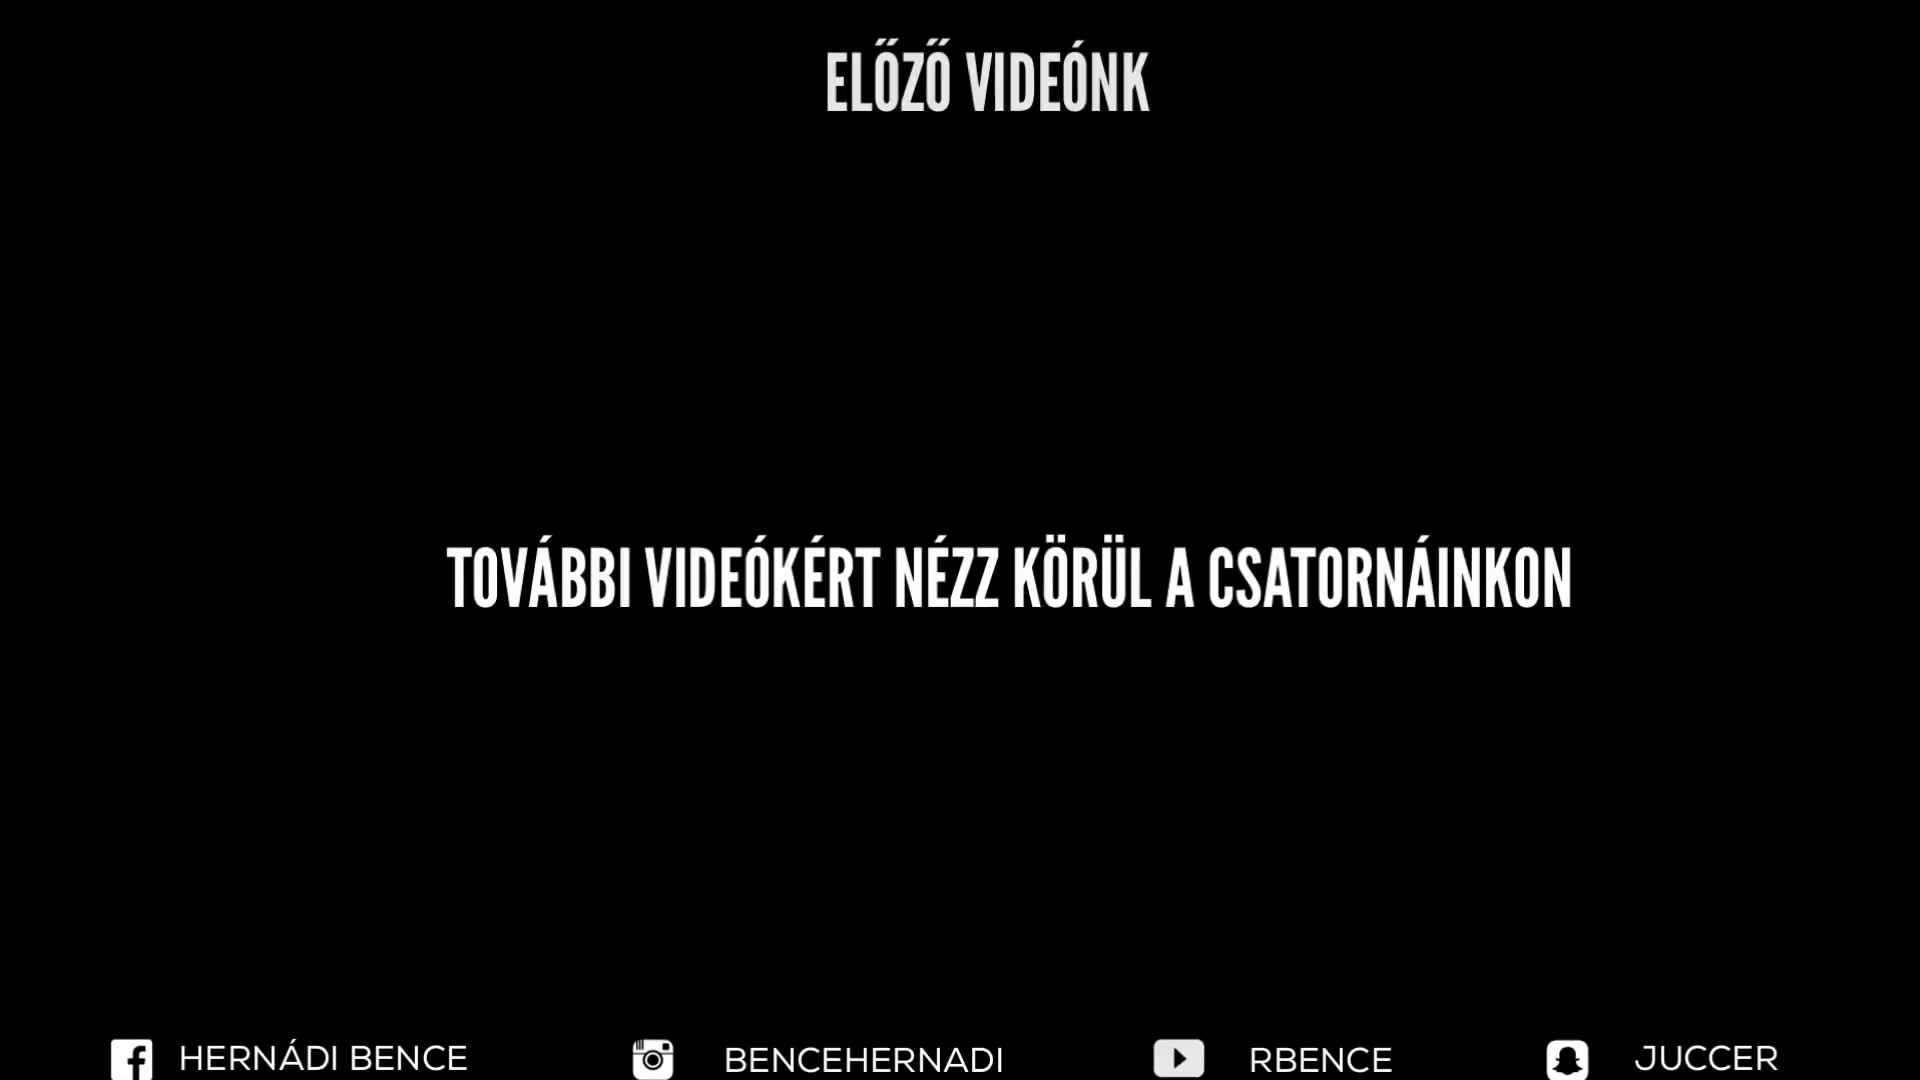 ELŐZŐ VIDEÓNK
TOVÁBBI VIDEÓKÉRT NÉZZ KÖRÜL A CSATORNÁINKON
HERNÁDI BENCE
BENCEHERNADI
RBENCE
JUCCER